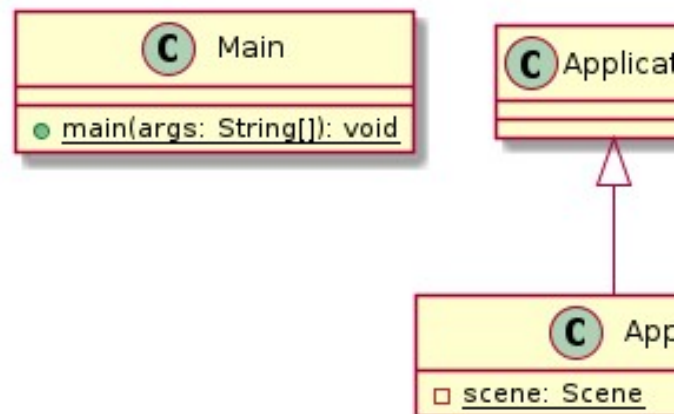 C Main
main(args: String[]): void
C Applicat
C App
scene: Scene